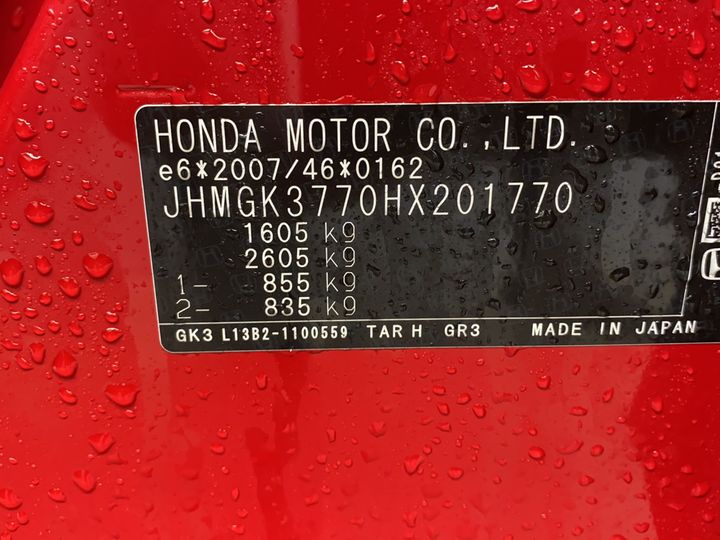 HONDA MOTOR CO.,LTD.
e6*2007/46*0162
JHMGK3770HX201770
1605 kg
2605 kg
1- 855 kg
2- 835 kg
GK3 L13B2-1100559 TAR H GR3 MADE IN JAPAN